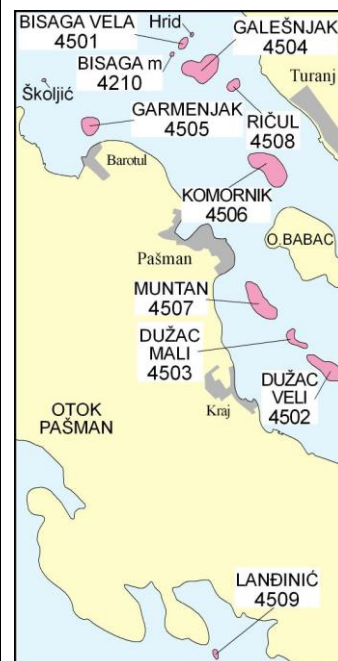 BISAGA VELA
4501
Hrid
GALEŠNJAK
4504
BISAGA m
4210
Turanj
Školjić
GARMENJAK
4505
RIČUL
4508
Barotul
KOMORNIK
4506
O.BABAC
Pašman
MUNTAN
4507
DUŽAC
MALI
4503
DUŽAC
VELI
4502
Kraj
OTOK
PAŠMAN
LANĐINIĆ
4509